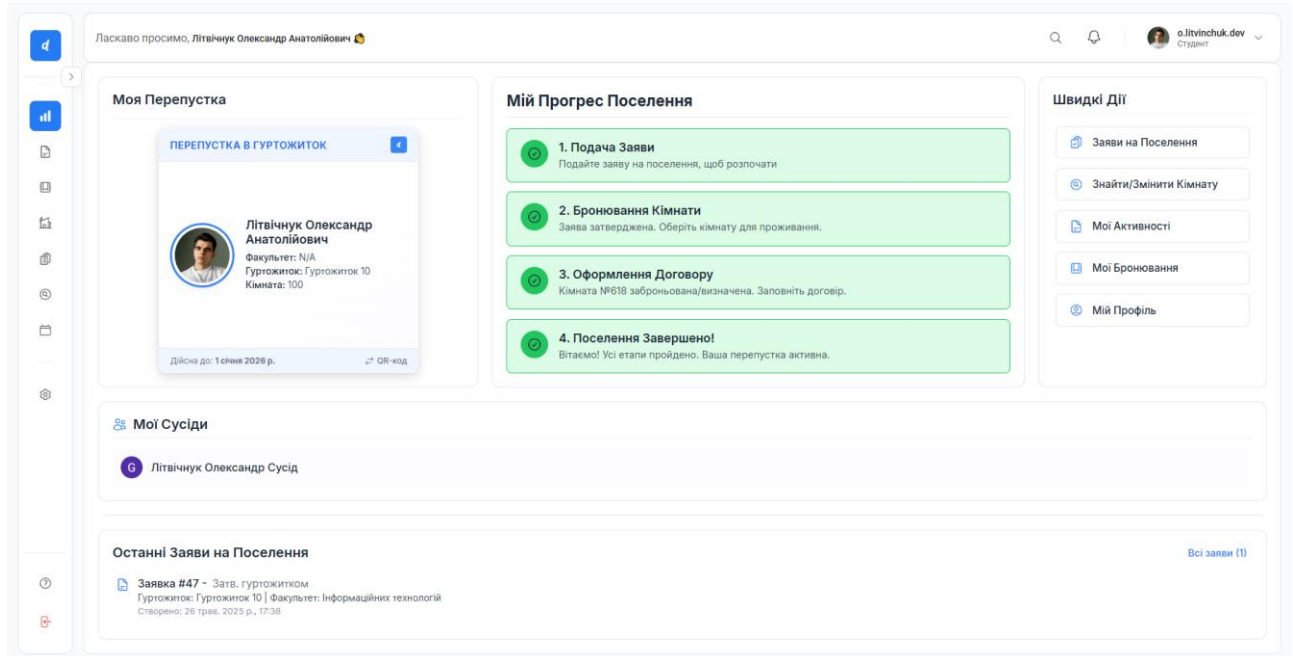 d
Ласкаво просимо, Літвічнук Олександр Анатолійович 👋
o.litvinchuk.dev
Студент
Моя Перепустка
ПЕРЕПУСТКА В ГУРТОЖИТОК
d
Літвічнук Олександр
Анатолійович
Факультет: N/A
Гуртожиток: Гуртожиток 10
Кімната: 100
Дійсна до: 1 січня 2026 р.
QR-код
Мій Прогрес Поселення
1. Подача Заяви
Подайте заяву на поселення, щоб розпочати
2. Бронювання Кімнати
Заява затверджена. Оберіть кімнату для проживання.
3. Оформлення Договору
Кімната №618 заброньована/визначена. Заповніть договір.
4. Поселення Завершено!
Вітаємо! Усі етапи пройдено. Ваша перепустка активна.
Швидкі Дії
Заяви на Поселення
Знайти/Змінити Кімнату
Мої Активності
Мої Бронювання
Мій Профіль
Мої Сусіди
G Літвічнук Олександр Сусід
Останні Заяви на Поселення
Всі заяви (1)
Заявка #47 - Затв. гуртожитком
Гуртожиток: Гуртожиток 10 | Факультет: Інформаційних технологій
Створено: 26 трав. 2025 р., 17:38